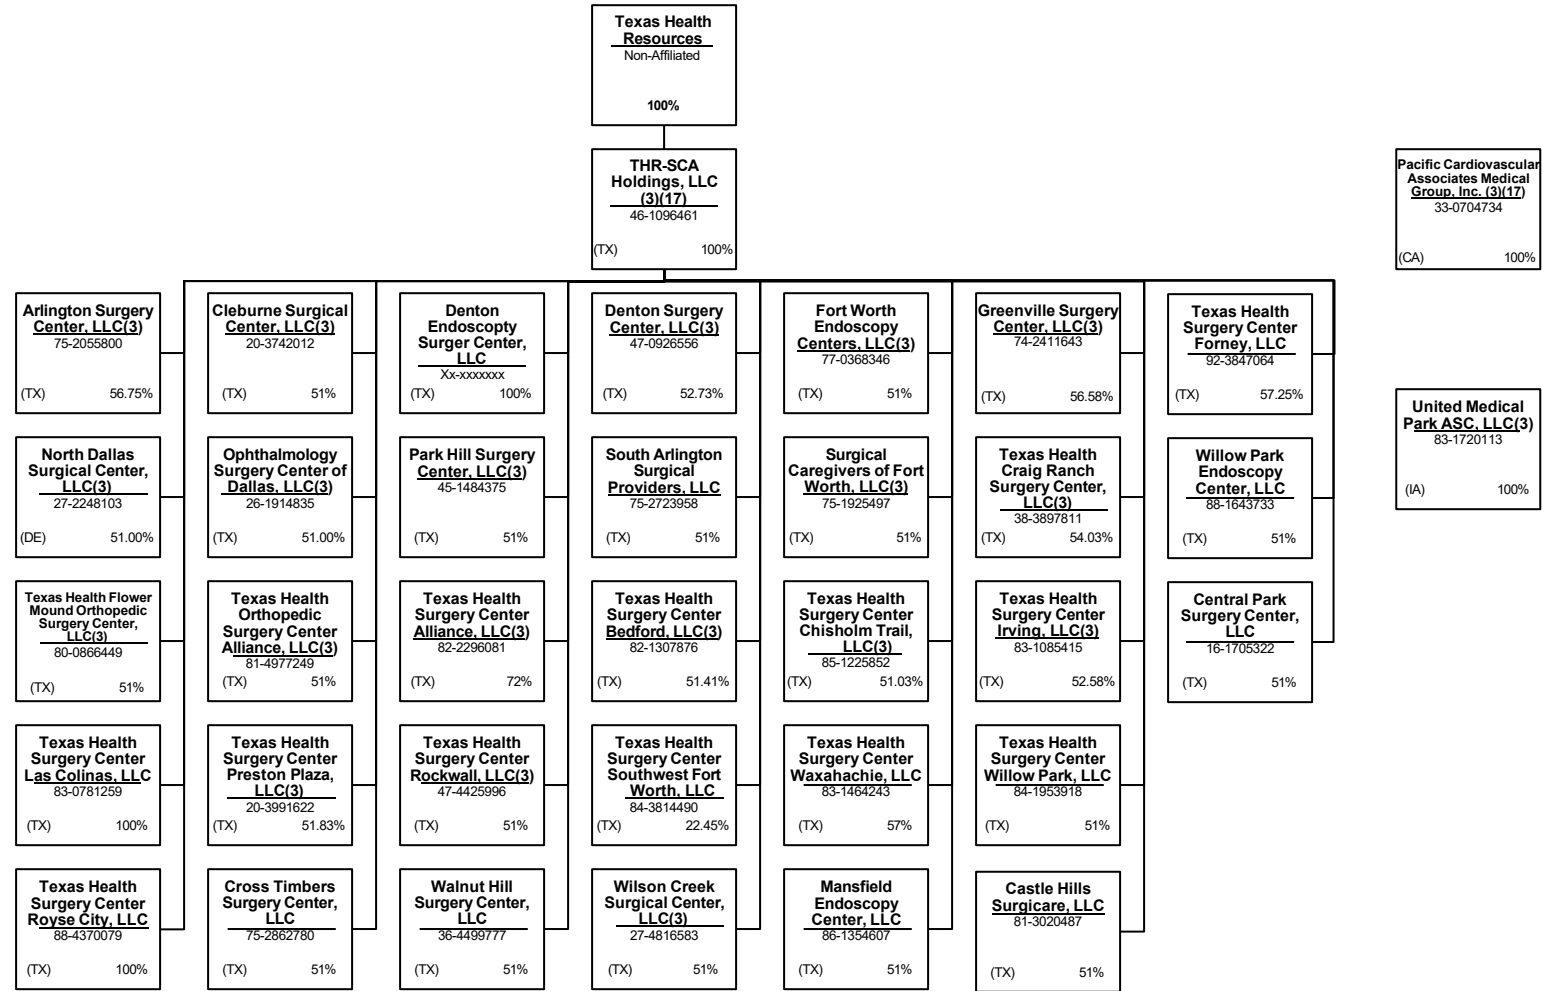 Texas Health
Resources
Non-Affiliated
100%
THR-SCA
Holdings, LLC
(3)(17)
46-1096461
(TX) 100%
Pacific Cardiovascular
Associates Medical
Group, Inc. (3)(17)
33-0704734
(CA) 100%
Arlington Surgery
Center, LLC(3)
75-2055800
(TX) 56.75%
Cleburne Surgical
Center, LLC(3)
20-3742012
(TX) 51%
Denton
Endoscopty
Surger Center,
LLC
Xx-xxxxxxx
(TX) 100%
Denton Surgery
Center, LLC(3)
47-0926556
(TX) 52.73%
Fort Worth
Endoscopy
Centers, LLC(3)
77-0368346
(TX) 51%
Greenville Surgery
Center, LLC(3)
74-2411643
(TX) 56.58%
Texas Health
Surgery Center
Forney, LLC
92-3847064
(TX) 57.25%
United Medical
Park ASC, LLC(3)
83-1720113
(IA) 100%
North Dallas
Surgical Center,
LLC(3)
27-2248103
(DE) 51.00%
Ophthalmology
Surgery Center of
Dallas, LLC(3)
26-1914835
(TX) 51.00%
Park Hill Surgery
Center, LLC(3)
45-1484375
(TX) 51%
South Arlington
Surgical
Providers, LLC
75-2723958
(TX) 51%
Surgical
Caregivers of Fort
Worth, LLC(3)
75-1925497
(TX) 51%
Texas Health
Craig Ranch
Surgery Center,
LLC(3)
38-3897811
(TX) 54.03%
Willow Park
Endoscopy
Center, LLC
88-1643733
(TX) 51%
Texas Health Flower
Mound Orthopedic
Surgery Center,
LLC(3)
80-0866449
(TX) 51%
Texas Health
Orthopedic
Surgery Center
Alliance, LLC(3)
81-4977249
(TX) 51%
Texas Health
Surgery Center
Alliance, LLC(3)
82-2296081
(TX) 72%
Texas Health
Surgery Center
Bedford, LLC(3)
82-1307876
(TX) 51.41%
Texas Health
Surgery Center
Chisholm Trail,
LLC(3)
85-1225852
(TX) 51.03%
Texas Health
Surgery Center
Irving, LLC(3)
83-1085415
(TX) 52.58%
Central Park
Surgery Center,
LLC
16-1705322
(TX) 51%
Texas Health
Surgery Center
Las Colinas, LLC
83-0781259
(TX) 100%
Texas Health
Surgery Center
Preston Plaza,
LLC(3)
20-3991622
(TX) 51.83%
Texas Health
Surgery Center
Rockwall, LLC(3)
47-4425996
(TX) 51%
Texas Health
Surgery Center
Southwest Fort
Worth, LLC
84-3814490
(TX) 22.45%
Texas Health
Surgery Center
Waxahachie, LLC
83-1464243
(TX) 57%
Texas Health
Surgery Center
Willow Park, LLC
84-1953918
(TX) 51%
Texas Health
Surgery Center
Royse City, LLC
88-4370079
(TX) 100%
Cross Timbers
Surgery Center,
LLC
75-2862780
(TX) 51%
Walnut Hill
Surgery Center,
LLC
36-4499777
(TX) 51%
Wilson Creek
Surgical Center,
LLC(3)
27-4816583
(TX) 51%
Mansfield
Endoscopy
Center, LLC
86-1354607
(TX) 51%
Castle Hills
Surgicare, LLC
81-3020487
(TX) 51%